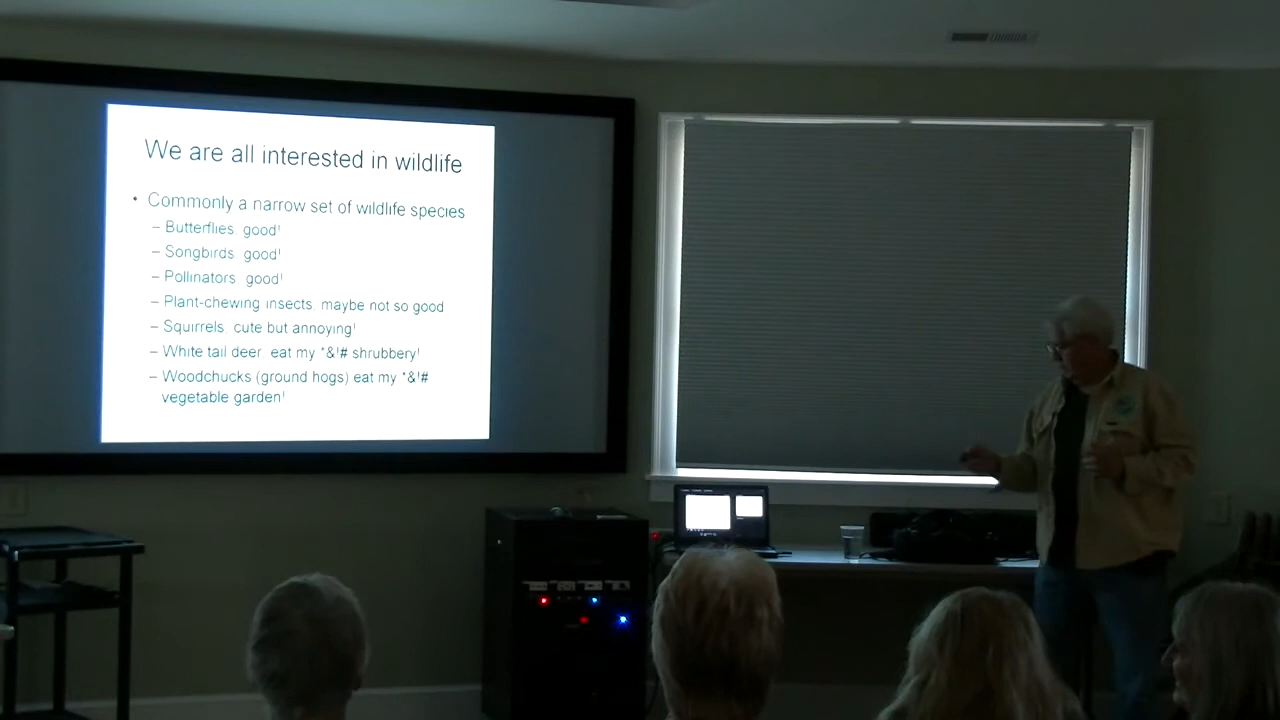 We are all interested in wildlife
• Commonly a narrow set of wildlife species
– Butterflies: good!
– Songbirds: good!
– Pollinators: good!
– Plant-chewing insects: maybe not so good
– Squirrels: cute but annoying!
– White tail deer: eat my *&!# shrubbery!
– Woodchucks (ground hogs) eat my *&!#
vegetable garden!